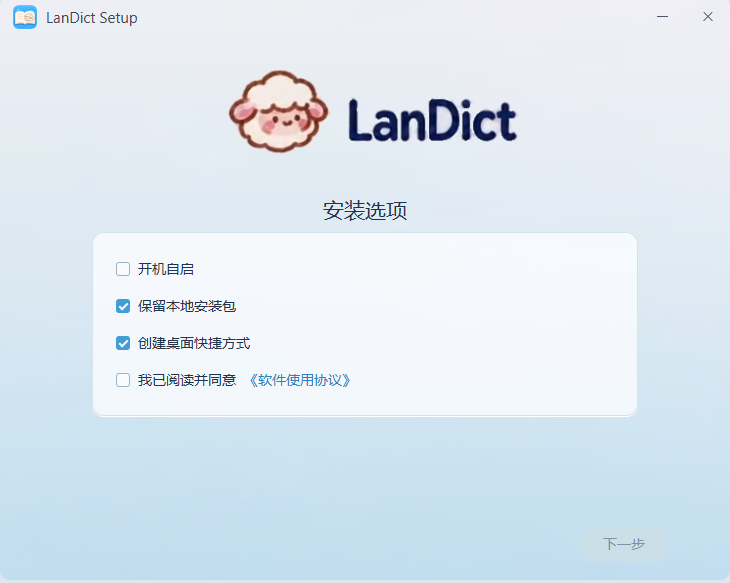 LanDict Setup
LanDict
安装选项
开机自启
保留本地安装包
创建桌面快捷方式
我已阅读并同意 《软件使用协议》
下一步